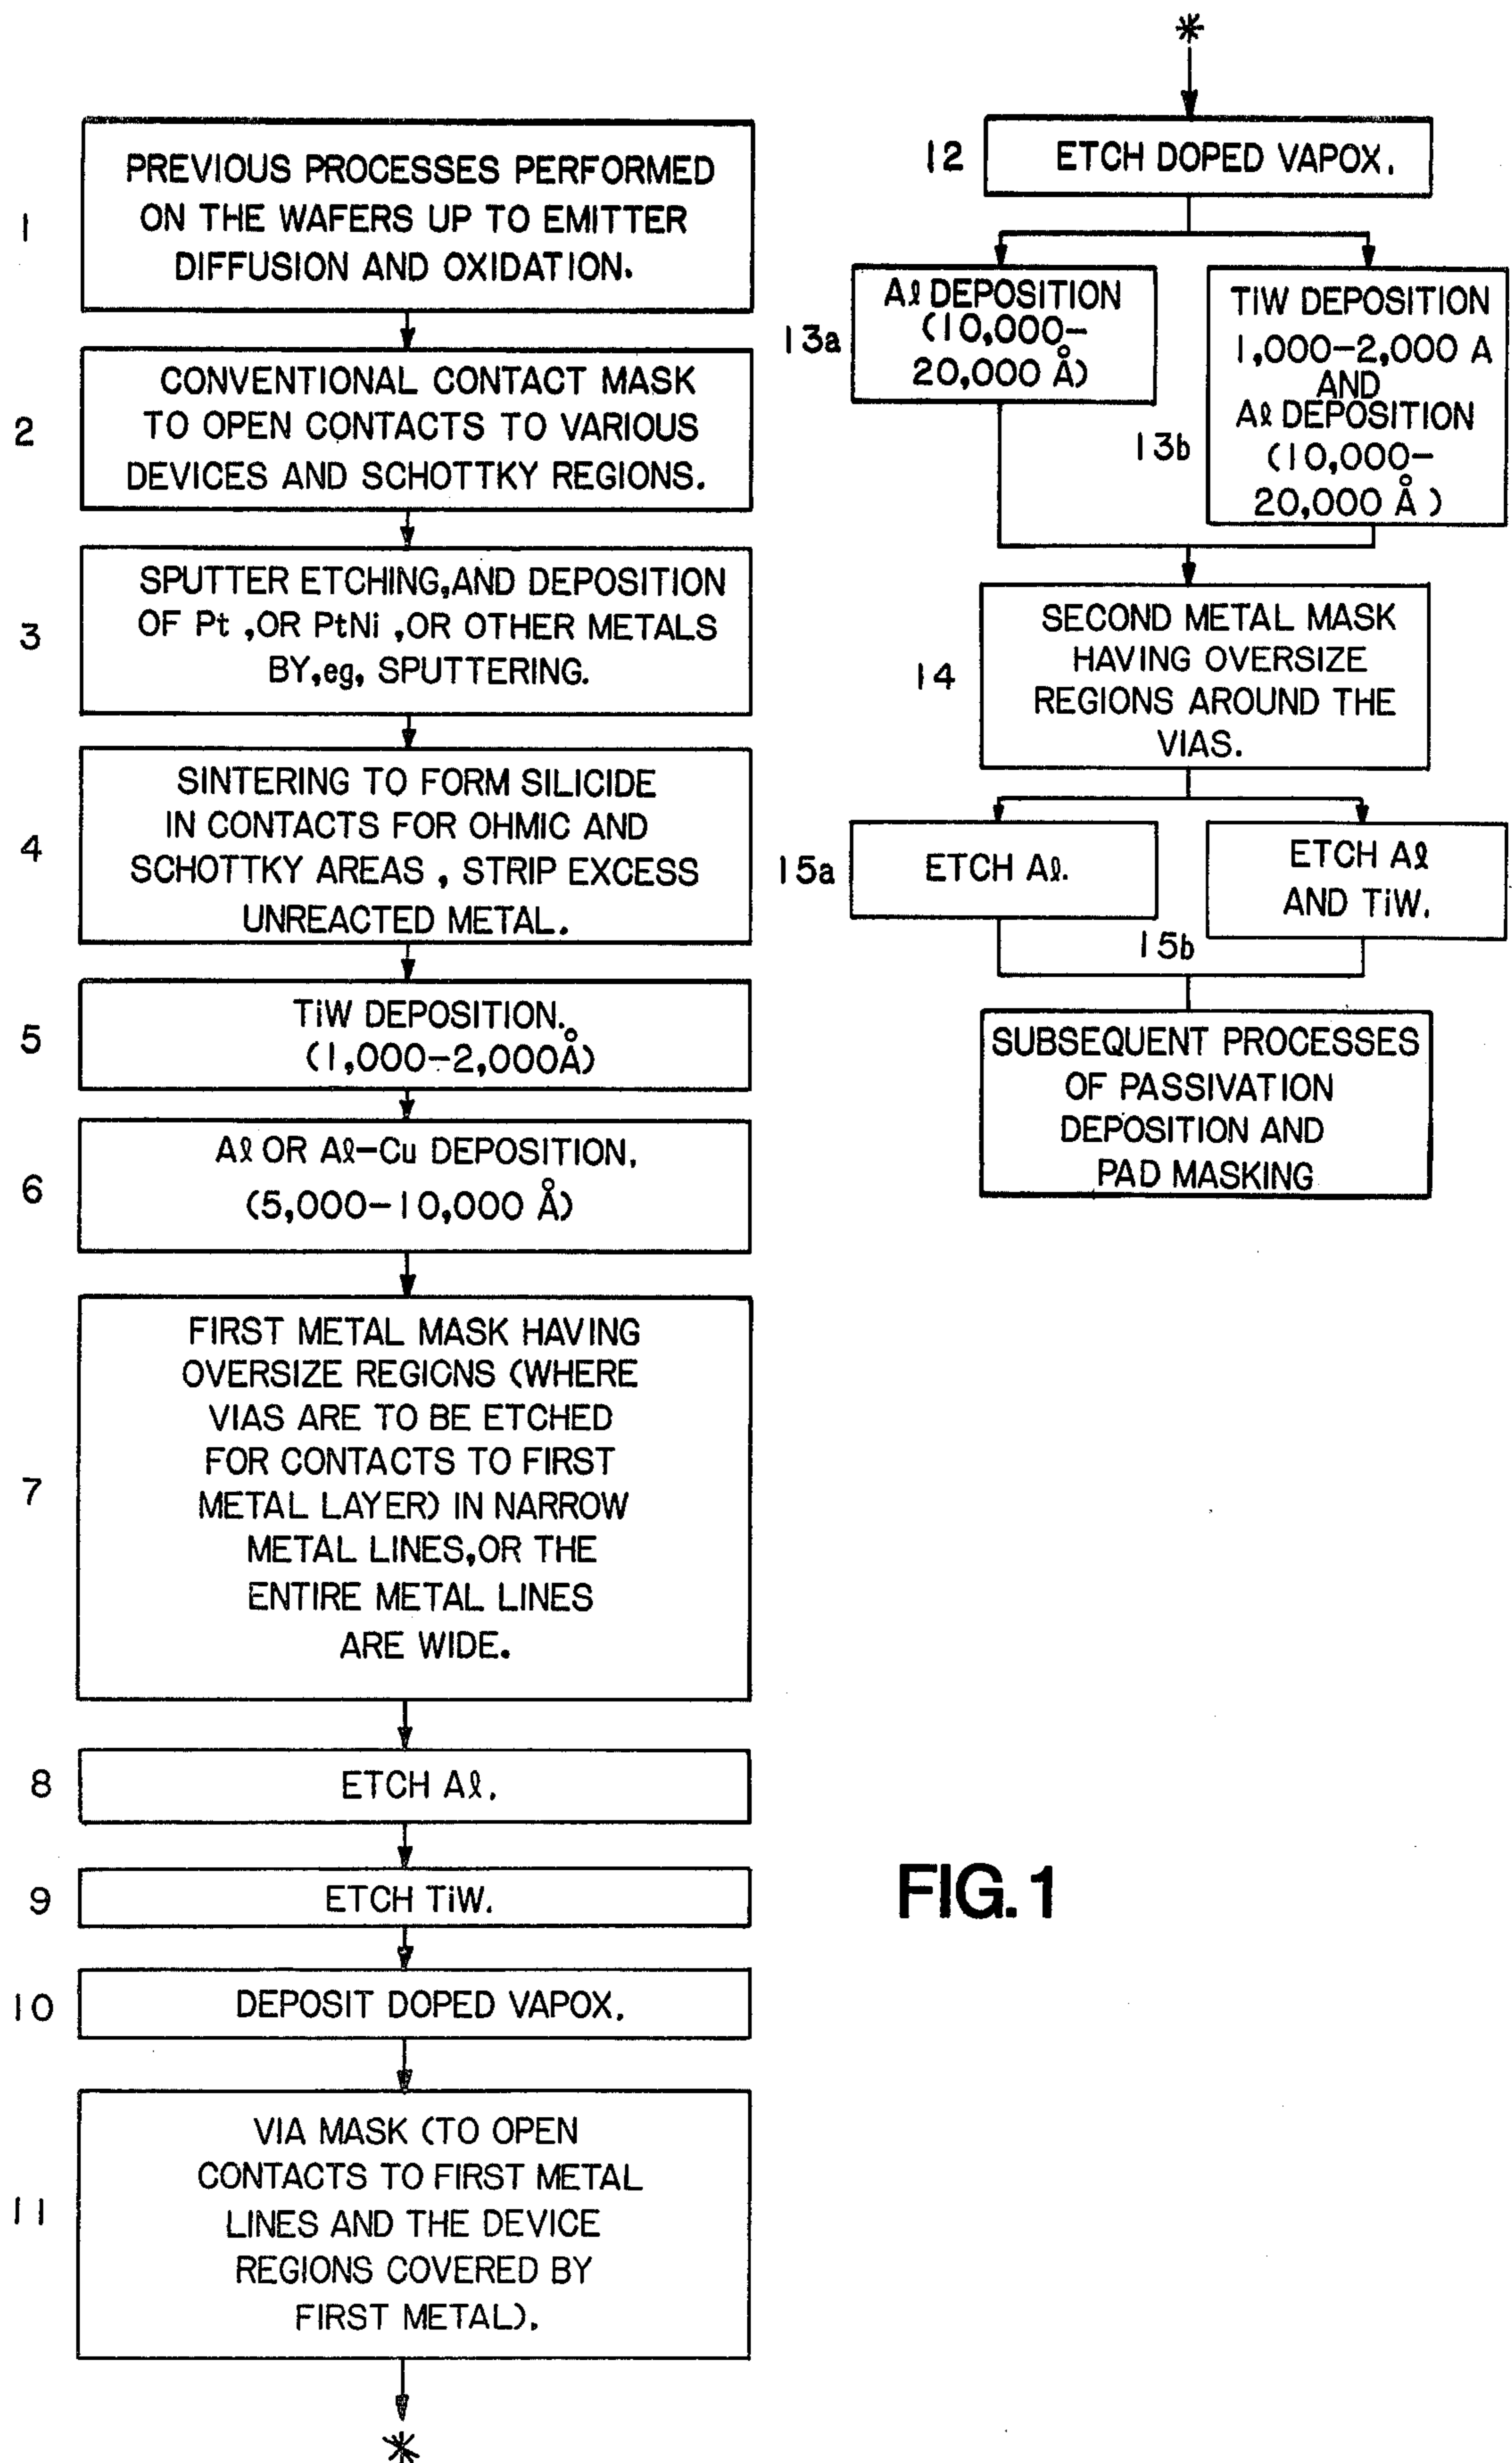 1
PREVIOUS PROCESSES PERFORMED
ON THE WAFERS UP TO EMITTER
DIFFUSION AND OXIDATION.
2
CONVENTIONAL CONTACT MASK
TO OPEN CONTACTS TO VARIOUS
DEVICES AND SCHOTTKY REGIONS.
3
SPUTTER ETCHING, AND DEPOSITION
OF Pt , OR PtNi , OR OTHER METALS
BY, eg, SPUTTERING.
4
SINTERING TO FORM SILICIDE
IN CONTACTS FOR OHMIC AND
SCHOTTKY AREAS , STRIP EXCESS
UNREACTED METAL.
5
TiW DEPOSITION.
(1,000-2,000Å)
6
Aℓ OR Aℓ-Cu DEPOSITION.
(5,000-10,000 Å)
7
FIRST METAL MASK HAVING
OVERSIZE REGIONS (WHERE
VIAS ARE TO BE ETCHED
FOR CONTACTS TO FIRST
METAL LAYER) IN NARROW
METAL LINES, OR THE
ENTIRE METAL LINES
ARE WIDE.
8
ETCH Aℓ.
9
ETCH TiW.
10
DEPOSIT DOPED VAPOX.
11
VIA MASK (TO OPEN
CONTACTS TO FIRST METAL
LINES AND THE DEVICE
REGIONS COVERED BY
FIRST METAL).
*
*
12
ETCH DOPED VAPOX.
13a
Aℓ DEPOSITION
(10,000-
20,000 Å)
13b
TiW DEPOSITION
1,000-2,000 A
AND
Aℓ DEPOSITION
(10,000-
20,000 Å )
14
SECOND METAL MASK
HAVING OVERSIZE
REGIONS AROUND THE
VIAS.
15a
ETCH Aℓ.
15b
ETCH Aℓ
AND TiW.
SUBSEQUENT PROCESSES
OF PASSIVATION
DEPOSITION AND
PAD MASKING
FIG. 1